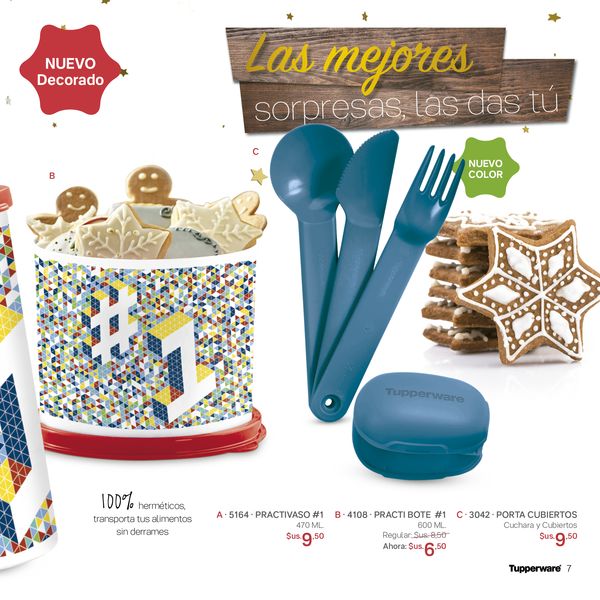 NUEVO
Decorado
Las mejores
sorpresas, las das tú
C
NUEVO
COLOR
B
#1
Tupperware
100% herméticos,
transporta tus alimentos
sin derrames
A · 5164 · PRACTIVASO #1
470 ML.
$us.9.50
B · 4108 · PRACTI BOTE #1
600 ML.
Regular: $us. 8,50
Ahora: $us.6.50
C · 3042 · PORTA CUBIERTOS
Cuchara y Cubiertos
$us.9.50
Tupperware 7